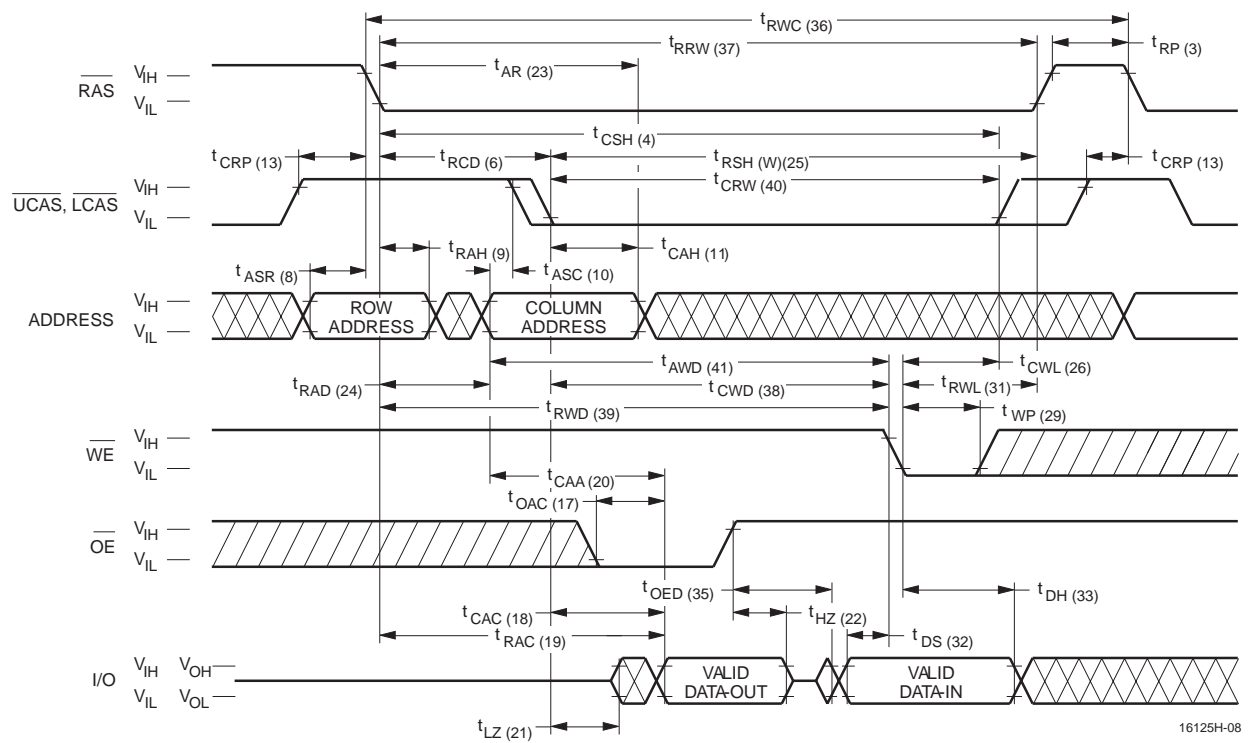 tRWC (36)
tRRW (37)
tRP (3)
tAR (23)
RAS
VIH
VIL
tCSH (4)
tCRP (13)
tRCD (6)
tRSH (W)(25)
tCRP (13)
tCRW (40)
UCAS, LCAS
VIH
VIL
tRAH (9)
tCAH (11)
tASR (8)
tASC (10)
ADDRESS
VIH
VIL
ROW ADDRESS
COLUMN ADDRESS
tAWD (41)
tCWL (26)
tRAD (24)
tCWD (38)
tRWL (31)
tRWD (39)
tWP (29)
WE
VIH
VIL
tCAA (20)
tOAC (17)
OE
VIH
VIL
tOED (35)
tDH (33)
tCAC (18)
tHZ (22)
tRAC (19)
tDS (32)
I/O
VIH VOH
VIL VOL
VALID DATA-OUT
VALID DATA-IN
tLZ (21)
16125H-08